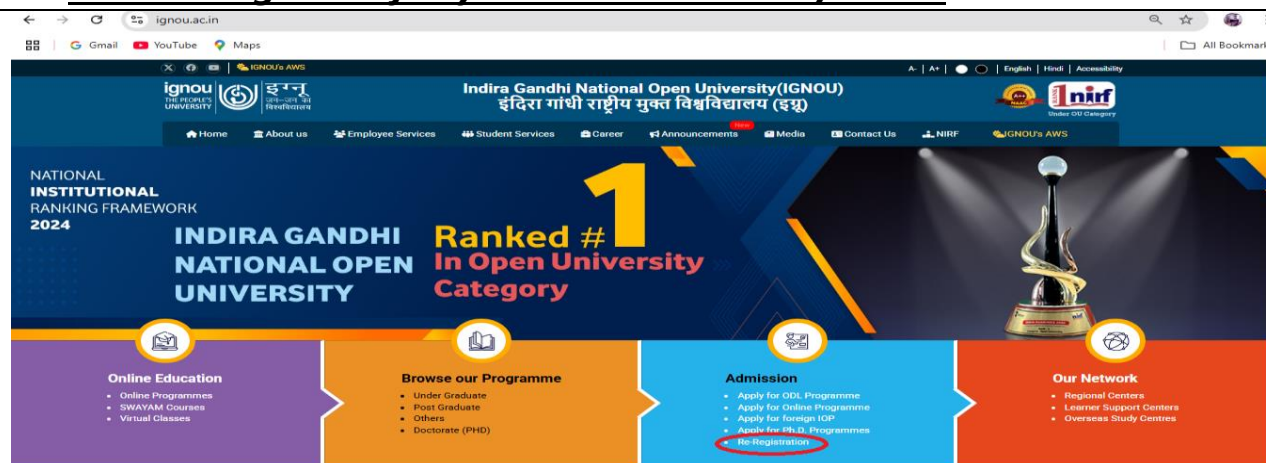 ignou.ac.in
Gmail YouTube Maps
All Bookmar
IGNOU's AWS
A- | A+ | English | Hindi | Accessibility
ignou
THE PEOPLE'S
UNIVERSITY
इग्नू
जन-जन का
विश्वविद्यालय
Indira Gandhi National Open University(IGNOU)
इंदिरा गांधी राष्ट्रीय मुक्त विश्वविद्यालय (इग्नू)
nirf
Under OU Category
New
Home About us Employee Services Student Services Career Announcements Media Contact Us NIRF IGNOU's AWS
NATIONAL
INSTITUTIONAL
RANKING FRAMEWORK
2024
INDIRA GANDHI
NATIONAL OPEN
UNIVERSITY
Ranked #1
In Open University
Category
Online Education
Online Programmes
SWAYAM Courses
Virtual Classes
Browse our Programme
Under Graduate
Post Graduate
Others
Doctorate (PHD)
Admission
Apply for ODL Programme
Apply for Online Programme
Apply for foreign IOP
Apply for Ph.D. Programmes
Re-Registration
Our Network
Regional Centers
Learner Support Centers
Overseas Study Centres